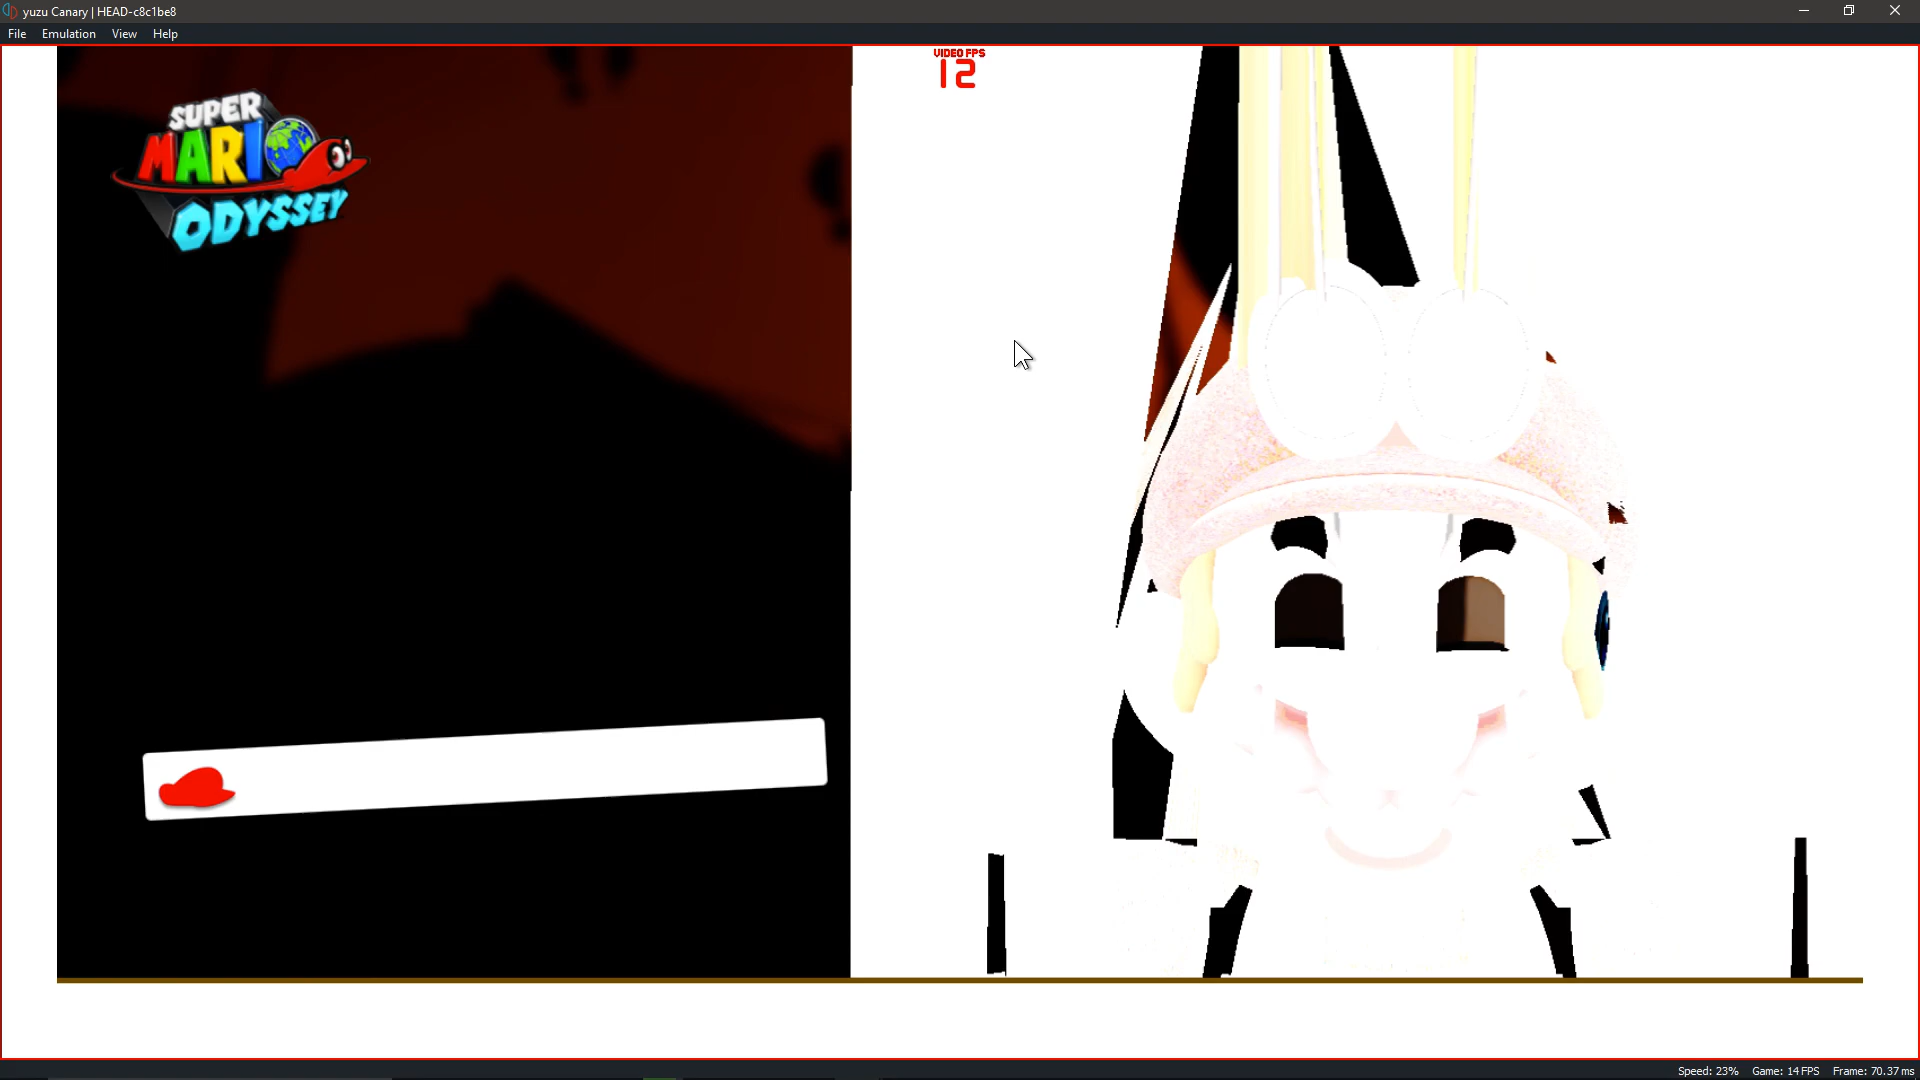 yuzu Canary | HEAD-c8c1be8
File Emulation View Help
VIDEO FPS
12
SUPER
MARIO
ODYSSEY
Speed: 23% Game: 14 FPS Frame: 70.37 ms